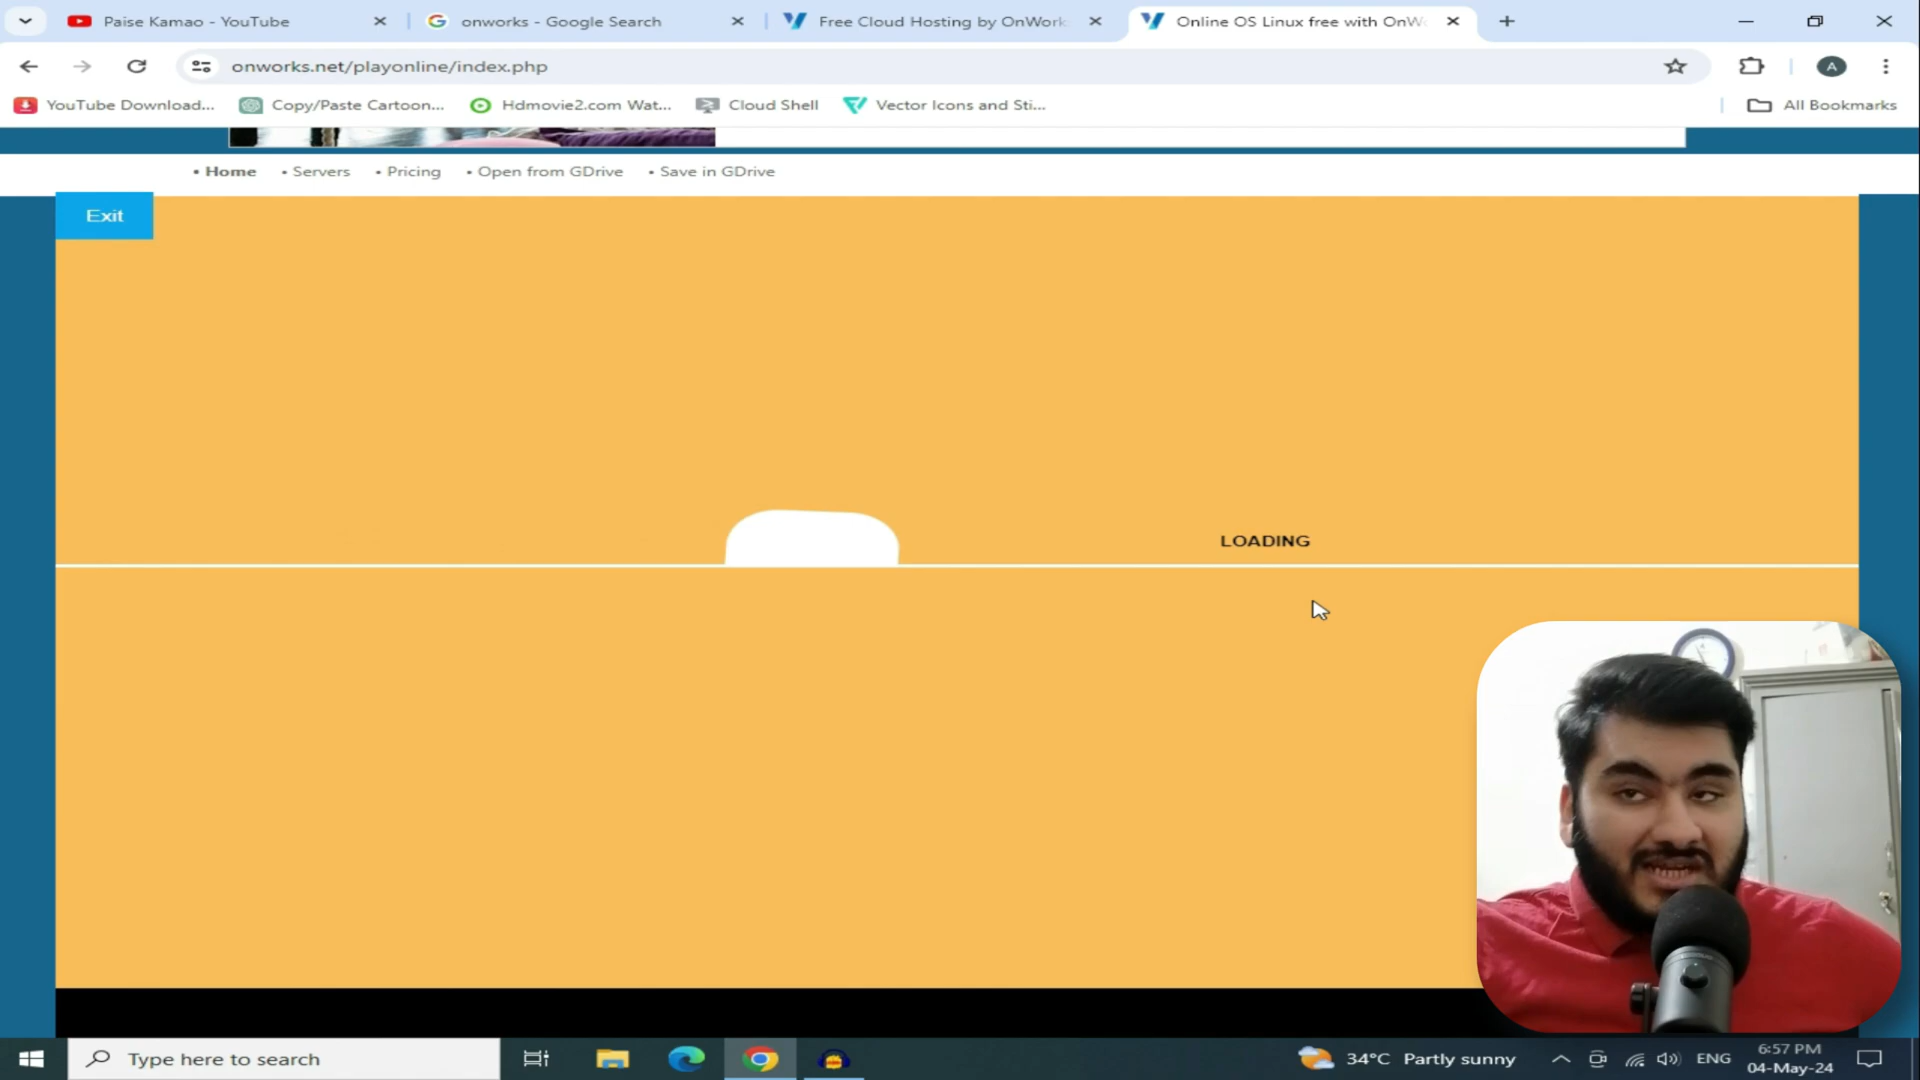 Paise Kamao - YouTube
onworks - Google Search
Free Cloud Hosting by OnWork
Online OS Linux free with OnW
onworks.net/playonline/index.php
A
YouTube Download...
Copy/Paste Cartoon...
Hdmovie2.com Wat...
Cloud Shell
Vector Icons and Sti...
All Bookmarks
• Home
• Servers
• Pricing
• Open from GDrive
• Save in GDrive
Exit
LOADING
Type here to search
34°C Partly sunny
ENG
6:57 PM
04-May-24